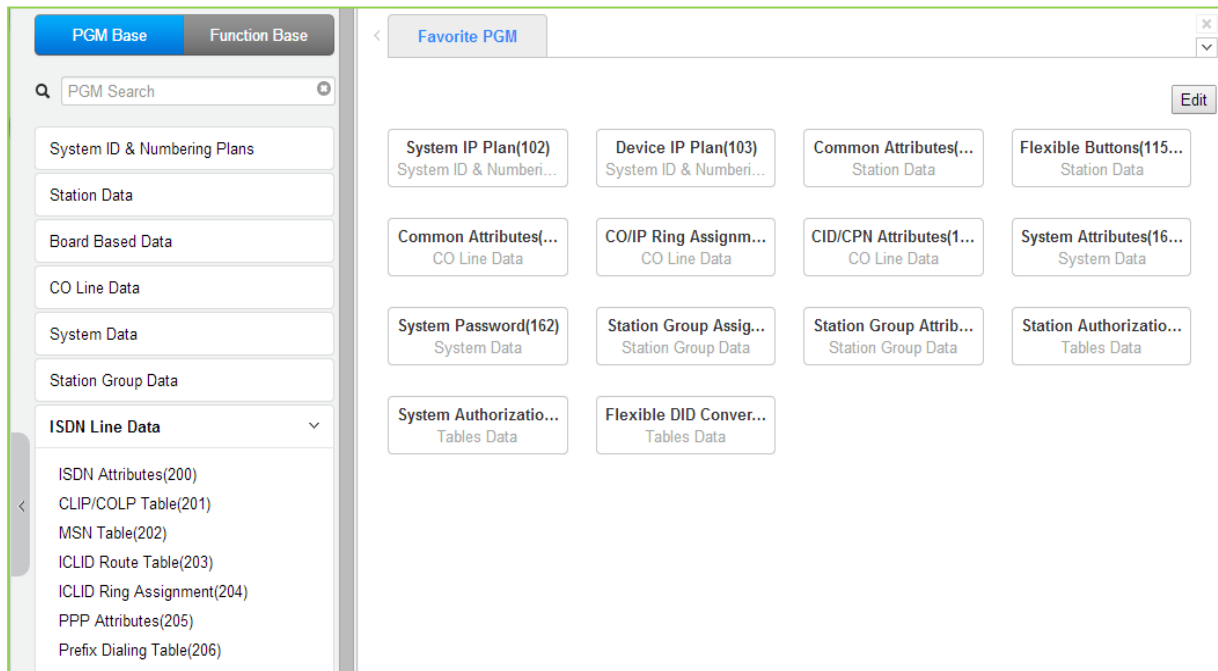 PGM Base
Function Base
PGM Search
System ID & Numbering Plans
Station Data
Board Based Data
CO Line Data
System Data
Station Group Data
ISDN Line Data
ISDN Attributes(200)
CLIP/COLP Table(201)
MSN Table(202)
ICLID Route Table(203)
ICLID Ring Assignment(204)
PPP Attributes(205)
Prefix Dialing Table(206)
Favorite PGM
Edit
System IP Plan(102)
System ID & Numberi...
Device IP Plan(103)
System ID & Numberi...
Common Attributes(...
Station Data
Flexible Buttons(115...
Station Data
Common Attributes(...
CO Line Data
CO/IP Ring Assignm...
CO Line Data
CID/CPN Attributes(1...
CO Line Data
System Attributes(16...
System Data
System Password(162)
System Data
Station Group Assig...
Station Group Data
Station Group Attrib...
Station Group Data
Station Authorizatio...
Tables Data
System Authorizatio...
Tables Data
Flexible DID Conver...
Tables Data